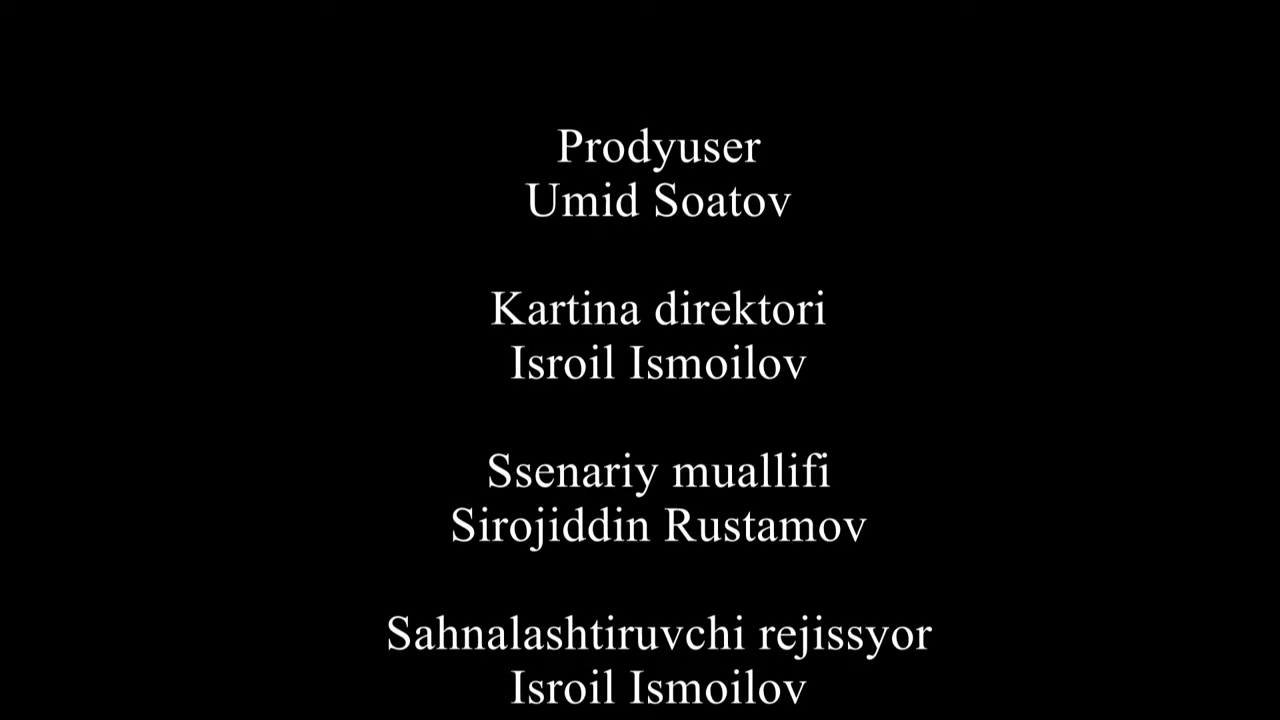 Prodyuser
Umid Soatov
Kartina direktori
Isroil Ismoilov
Ssenariy muallifi
Sirojiddin Rustamov
Sahnalashtiruvchi rejissyor
Isroil Ismoilov